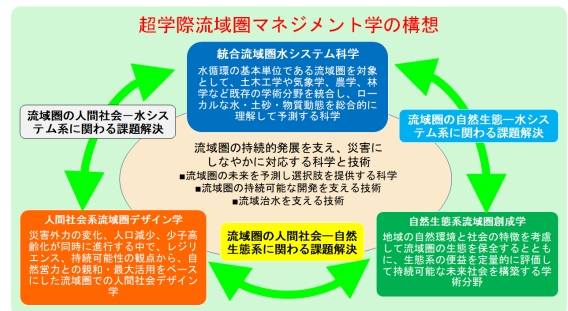 超学際流域圏マネジメント学の構想
統合流域圏水システム科学
水循環の基本単位である流域圏を対象
として、土木工学や気象学、農学、林
学など既存の学術分野を統合し、ロー
カルな水・土砂・物質動態を総合的に
理解して予測する科学
流域圏の人間社会ー水シス
テム系に関わる課題解決
流域圏の自然生態ー水シス
テム系に関わる課題解決
流域圏の持続的発展を支え、災害に
しなやかに対応する科学と技術
■流域圏の未来を予測し選択肢を提供する科学
■流域圏の持続可能な開発を支える技術
■流域治水を支える技術
人間社会系流域圏デザイン学
災害外力の変化、人口減少、少子高
齢化が同時に進行する中で、レジリ
エンス、持続可能性の観点から、自
然営力との親和・最大活用をベース
にした流域圏での人間社会デザイン
学
流域圏の人間社会ー自然
生態系に関わる課題解決
自然生態系流域圏創成学
地域の自然環境と社会の特徴を考慮
して流域圏の生態を保全するととも
に、生態系の便益を定量的に評価し
て持続可能な未来社会を構築する学
術分野